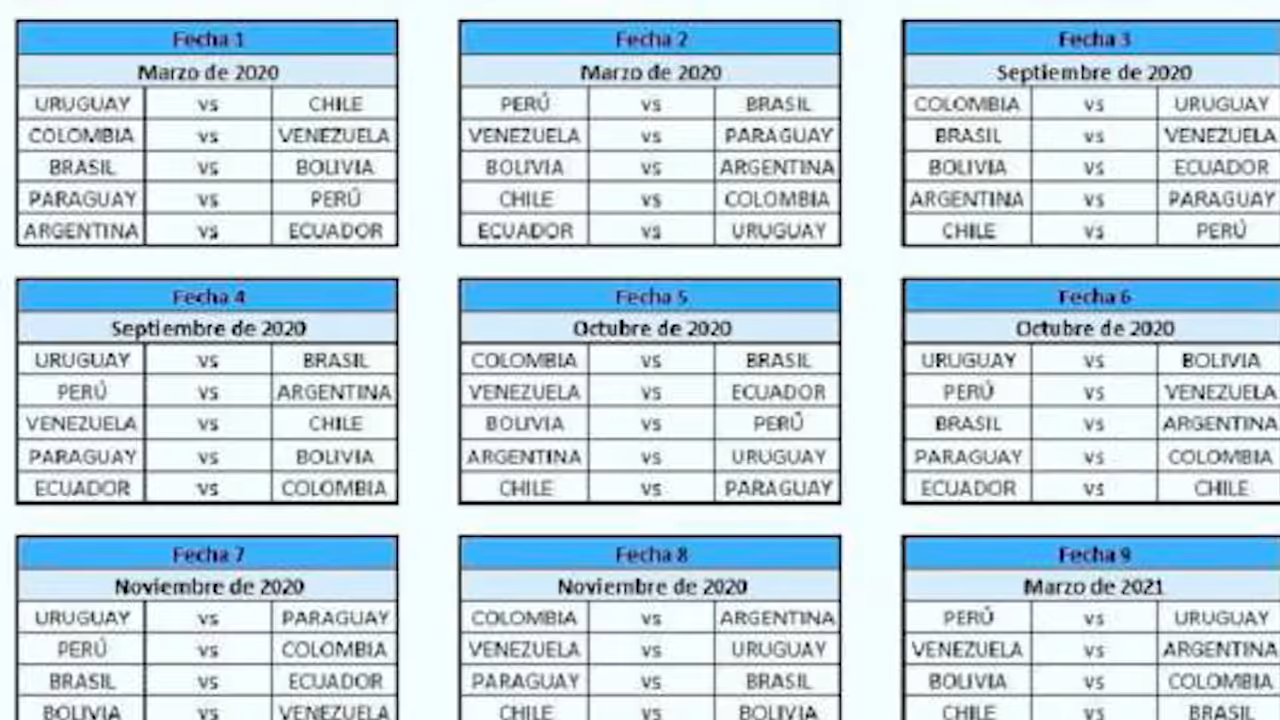 Fecha 1
Marzo de 2020
URUGUAY vs CHILE
COLOMBIA vs VENEZUELA
BRASIL vs BOLIVIA
PARAGUAY vs PERÚ
ARGENTINA vs ECUADOR
Fecha 2
Marzo de 2020
PERÚ vs BRASIL
VENEZUELA vs PARAGUAY
BOLIVIA vs ARGENTINA
CHILE vs COLOMBIA
ECUADOR vs URUGUAY
Fecha 3
Septiembre de 2020
COLOMBIA vs URUGUAY
BRASIL vs VENEZUELA
BOLIVIA vs ECUADOR
ARGENTINA vs PARAGUAY
CHILE vs PERÚ
Fecha 4
Septiembre de 2020
URUGUAY vs BRASIL
PERÚ vs ARGENTINA
VENEZUELA vs CHILE
PARAGUAY vs BOLIVIA
ECUADOR vs COLOMBIA
Fecha 5
Octubre de 2020
COLOMBIA vs BRASIL
VENEZUELA vs ECUADOR
BOLIVIA vs PERÚ
ARGENTINA vs URUGUAY
CHILE vs PARAGUAY
Fecha 6
Octubre de 2020
URUGUAY vs BOLIVIA
PERÚ vs VENEZUELA
BRASIL vs ARGENTINA
PARAGUAY vs COLOMBIA
ECUADOR vs CHILE
Fecha 7
Noviembre de 2020
URUGUAY vs PARAGUAY
PERÚ vs COLOMBIA
BRASIL vs ECUADOR
BOLIVIA vs VENEZUELA
Fecha 8
Noviembre de 2020
COLOMBIA vs ARGENTINA
VENEZUELA vs URUGUAY
PARAGUAY vs BRASIL
CHILE vs BOLIVIA
Fecha 9
Marzo de 2021
PERÚ vs URUGUAY
VENEZUELA vs ARGENTINA
BOLIVIA vs COLOMBIA
CHILE vs BRASIL